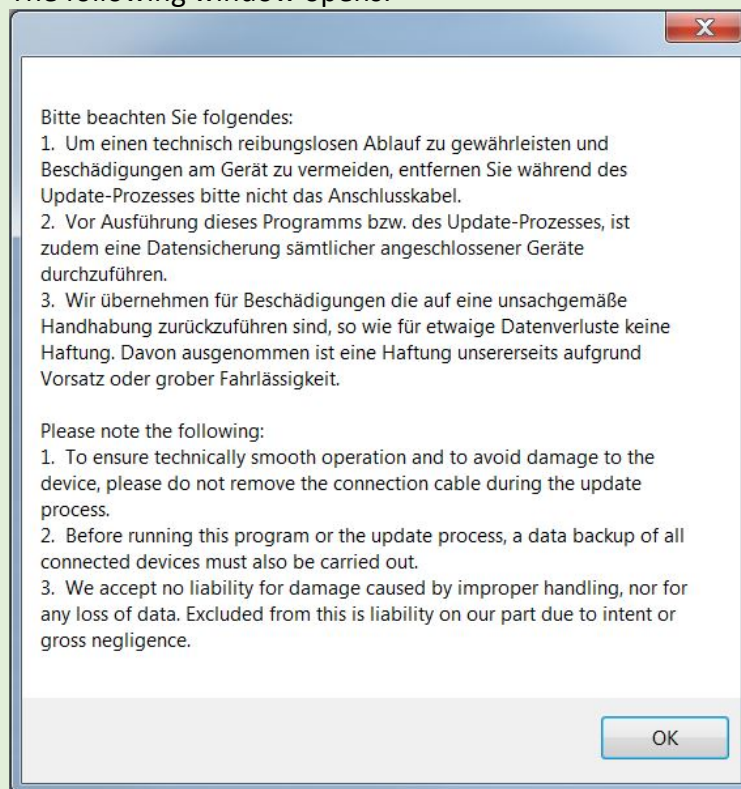 The following window opens:
X
Bitte beachten Sie folgendes:
1. Um einen technisch reibungslosen Ablauf zu gewährleisten und
Beschädigungen am Gerät zu vermeiden, entfernen Sie während des
Update-Prozesses bitte nicht das Anschlusskabel.
2. Vor Ausführung dieses Programms bzw. des Update-Prozesses, ist
zudem eine Datensicherung sämtlicher angeschlossener Geräte
durchzuführen.
3. Wir übernehmen für Beschädigungen die auf eine unsachgemäße
Handhabung zurückzuführen sind, so wie für etwaige Datenverluste keine
Haftung. Davon ausgenommen ist eine Haftung unsererseits aufgrund
Vorsatz oder grober Fahrlässigkeit.
Please note the following:
1. To ensure technically smooth operation and to avoid damage to the
device, please do not remove the connection cable during the update
process.
2. Before running this program or the update process, a data backup of all
connected devices must also be carried out.
3. We accept no liability for damage caused by improper handling, nor for
any loss of data. Excluded from this is liability on our part due to intent or
gross negligence.
OK